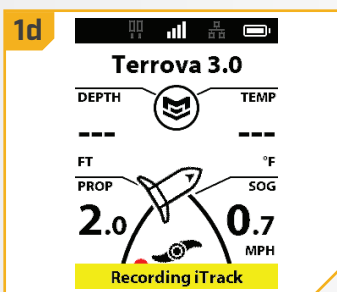 1d
Terrova 3.0
DEPTH TEMP
--- ---
FT °F
PROP SOG
2.0 0.7
MPH
Recording iTrack